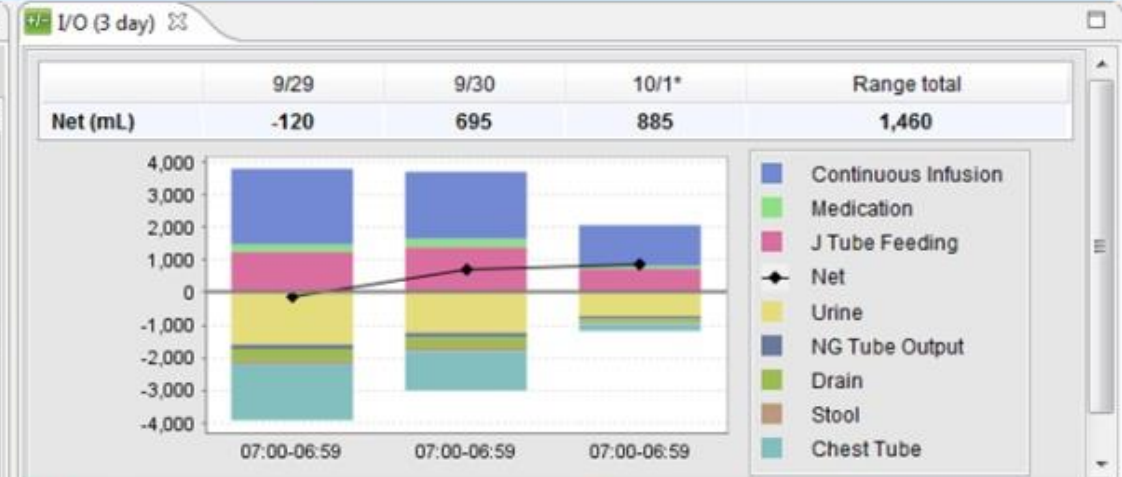 +/- I/O (3 day)
9/29 9/30 10/1* Range total
Net (mL) -120 695 885 1,460
4,000
3,000
2,000
1,000
0
-1,000
-2,000
-3,000
-4,000
07:00-06:59 07:00-06:59 07:00-06:59
Continuous Infusion
Medication
J Tube Feeding
Net
Urine
NG Tube Output
Drain
Stool
Chest Tube